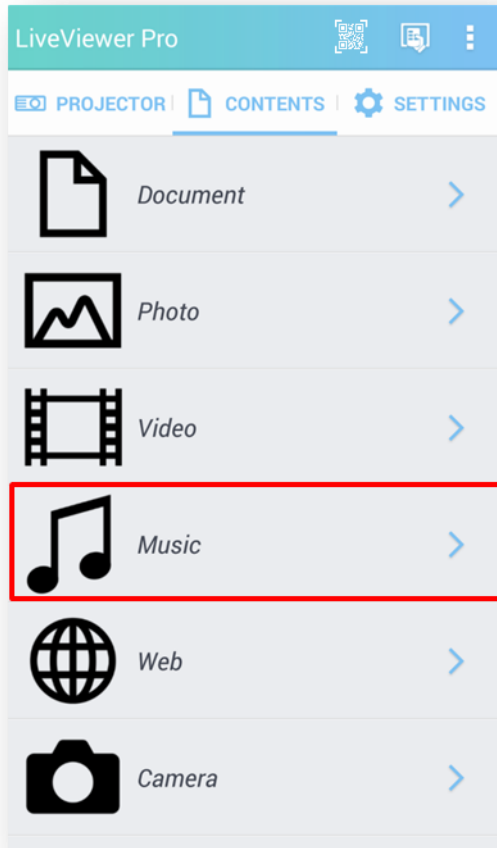 LiveViewer Pro
PROJECTOR
CONTENTS
SETTINGS
Document
Photo
Video
Music
Web
Camera